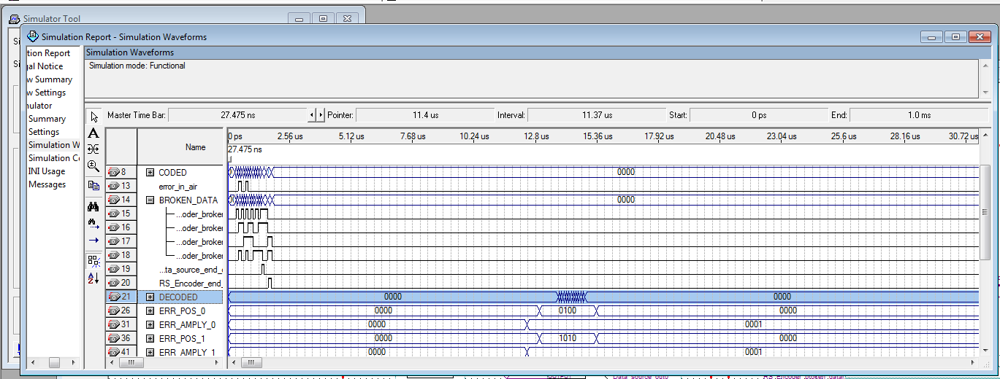 Simulator Tool
Simulation Report - Simulation Waveforms
tion Report
gal Notice
w Summary
w Settings
nulator
Summary
Settings
Simulation W
Simulation Co
INI Usage
Messages
Simulation Waveforms
Simulation mode: Functional
Master Time Bar: 27.475 ns Pointer: 11.4 us Interval: 11.37 us Start: 0 ps End: 1.0 ms
Name
0 ps 2.56 us 5.12 us 7.68 us 10.24 us 12.8 us 15.36 us 17.92 us 20.48 us 23.04 us 25.6 us 28.16 us 30.72 us
27.475 ns
8 CODED 0000
13 error_in_air
14 BROKEN_DATA 0000
15 ...oder_broke
16 ...oder_broke
17 ...oder_broke
18 ...oder_broke
19 ...ta_source_end_
20 RS_Encoder_end_
21 DECODED 0000 0000
26 ERR_POS_0 0000 0100 0000
31 ERR_AMPLY_0 0000 0001
36 ERR_POS_1 0000 1010 0000
41 ERR_AMPLY_1 0000 0001